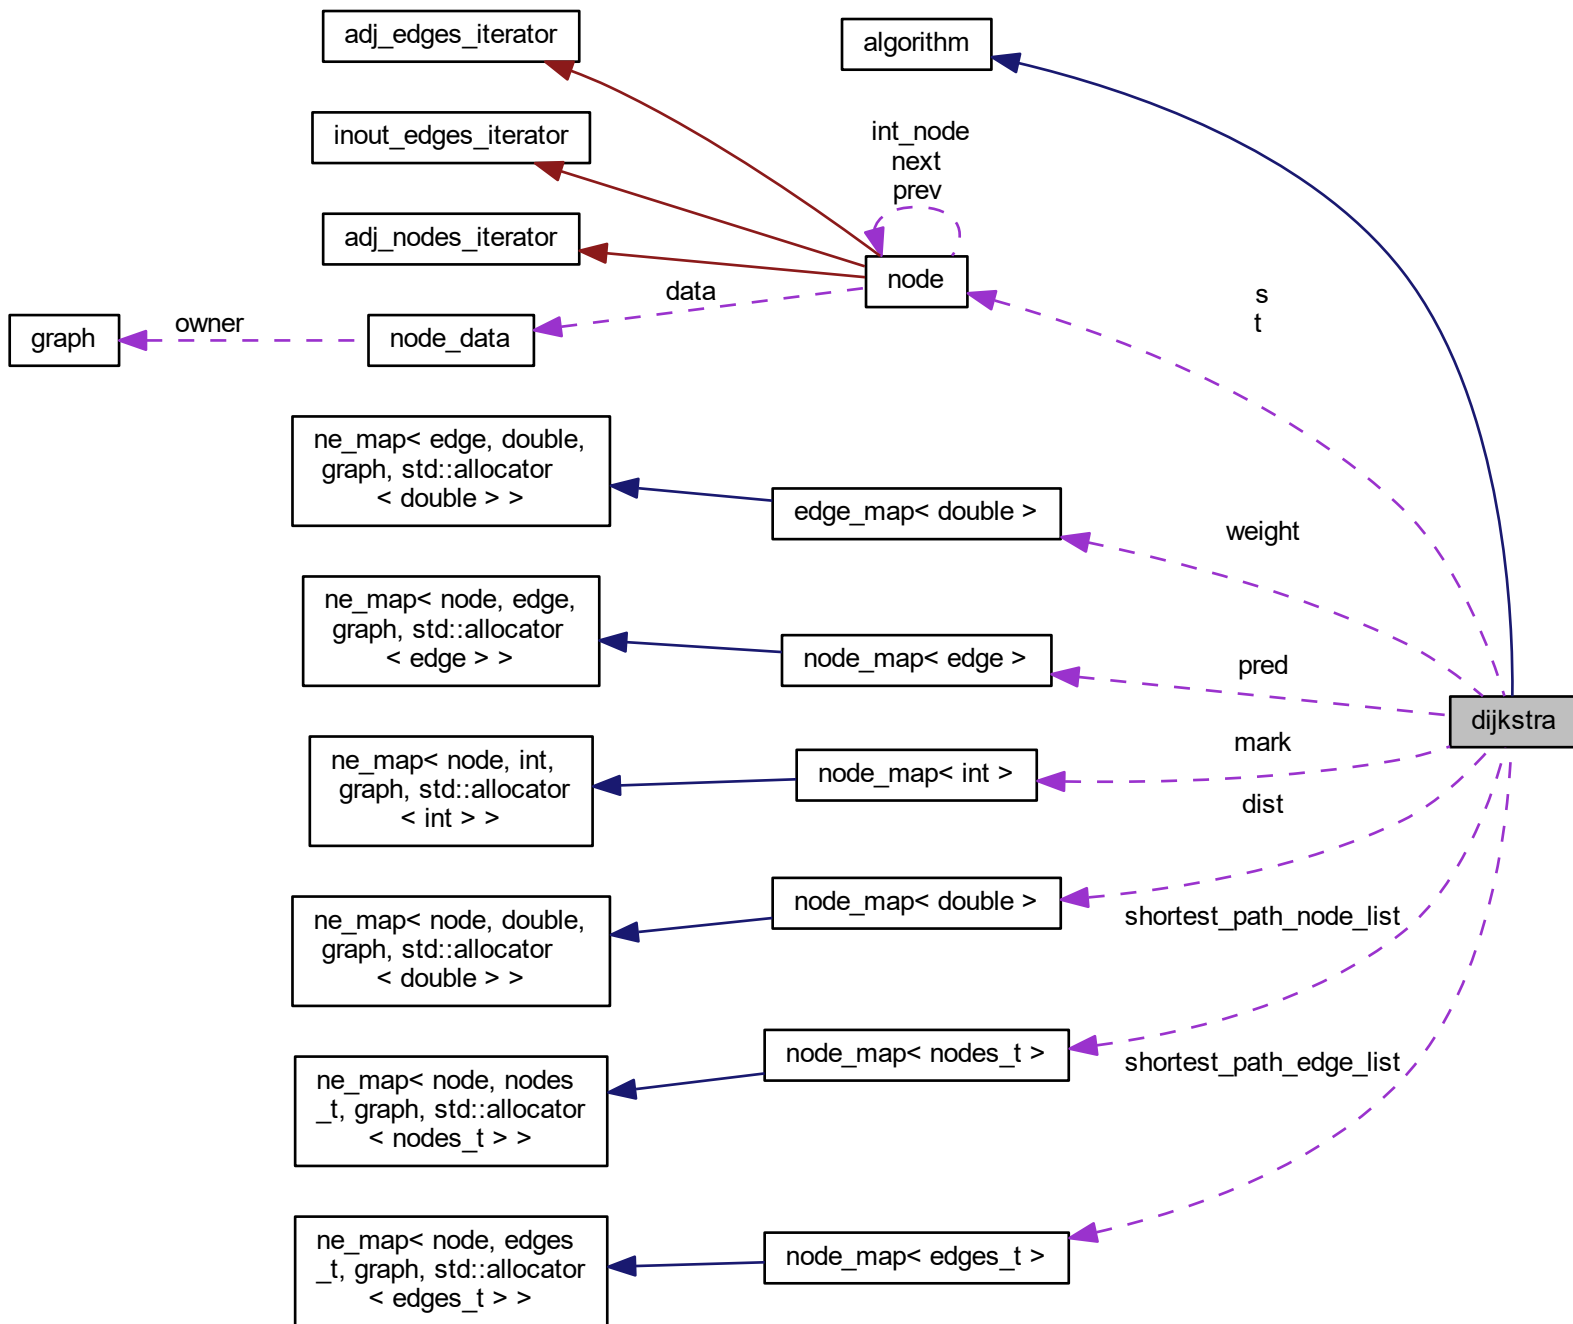 adj_edges_iterator
algorithm
inout_edges_iterator
int_node
next
prev
adj_nodes_iterator
node
data
s
t
graph
owner
node_data
ne_map< edge, double,
graph, std::allocator
< double > >
edge_map< double >
weight
ne_map< node, edge,
graph, std::allocator
< edge > >
node_map< edge >
pred
dijkstra
ne_map< node, int,
graph, std::allocator
< int > >
node_map< int >
mark
dist
ne_map< node, double,
graph, std::allocator
< double > >
node_map< double >
shortest_path_node_list
ne_map< node, nodes
_t, graph, std::allocator
< nodes_t > >
node_map< nodes_t >
shortest_path_edge_list
ne_map< node, edges
_t, graph, std::allocator
< edges_t > >
node_map< edges_t >